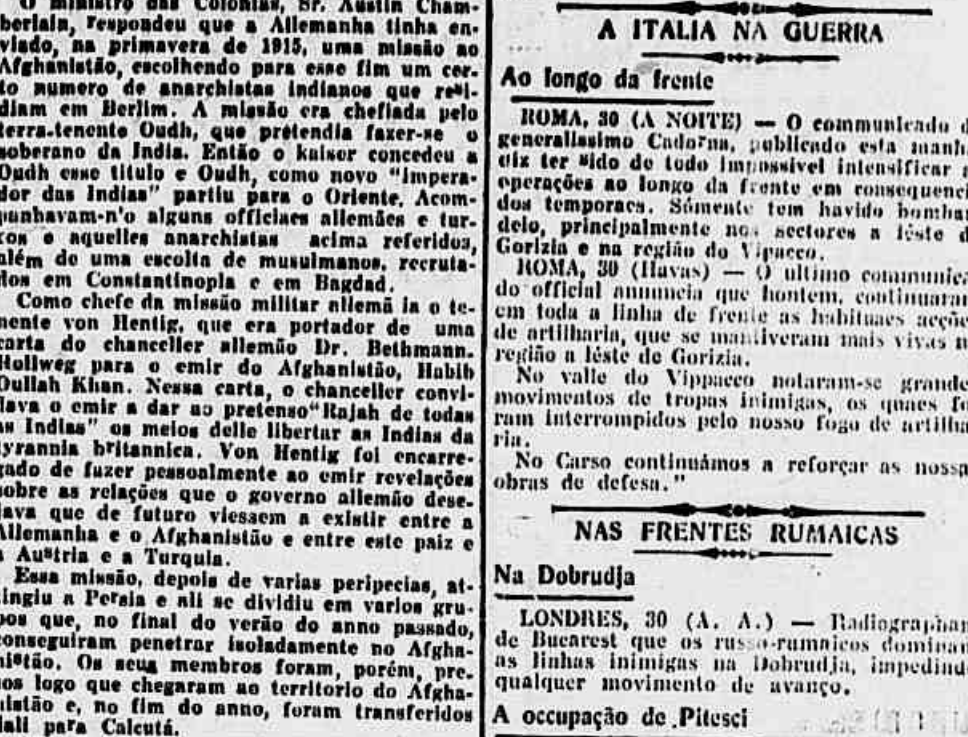 O ministro das Colonias, Sr. Austin Cham-
berlain, respondeu que a Allemanha tinha en-
viado, na primavera de 1915, uma missão ao
Afghanistão, escolhendo para esse fim um cer-
to numero de anarchistas indianos que resi-
diam em Berlim. A missão era chefiada pelo
terra-tenente Oudh, que pretendia fazer-se o
soberano da India. Então o kaiser concedeu a
Oudh esse titulo e Oudh, como novo "Impera-
dor das Indias" partiu para o Oriente. Acom-
panhavam-n'o alguns officiaes allemães e tur-
cos e aquelles anarchistas acima referidos,
além de uma escolta de musulmanos, recruta-
dos em Constantinopla e em Bagdad.
Como chefe da missão militar allemã ia o te-
nente von Hentig, que era portador de uma
carta do chanceller allemão Dr. Bethmann.
Hollweg para o emir do Afghanistão, Habib
Oullah Khan. Nessa carta, o chanceller convi-
dava o emir a dar ao pretenso "Rajah de todas
as Indias" os meios delle libertar as Indias da
tyrannia britannica. Von Hentig foi encarre-
gado de fazer pessoalmente ao emir revelações
sobre as relações que o governo allemão dese-
java que de futuro viessem a existir entre a
Allemanha e o Afghanistão e entre este paiz e
a Austria e a Turquia.
Essa missão, depois de varias peripecias, at-
tingiu a Persia e ali se dividiu em varios gru-
pos que, no final do verão do anno passado,
conseguiram penetrar isoladamente no Afgha-
nistão. Os seus membros foram, porém, pre-
sos logo que chegaram ao territorio do Afgha-
nistão e, no fim do anno, foram transferidos
dali para Calcutá.
A ITALIA NA GUERRA
Ao longo da frente
ROMA, 30 (A NOITE) — O communicado d
generalissimo Cadorna, publicado esta manhã
diz ter sido de todo impossivel intensificar a
operações ao longo da frente em consequenci
dos temporaes. Sómente tem havido bombar
deio, principalmente nos sectores a léste d
Gorizia e na região do Vipacco.
ROMA, 30 (Havas) — O ultimo communica
do official annuncia que hontem, continuaram
em toda a linha de frente as habituaes acções
de artilharia, que se mantiveram mais vivas n
região a léste de Gorizia.
No valle do Vippacco notaram-se grande
movimentos de tropas inimigas, os quaes fo
ram interrompidos pelo nosso fogo de artilha
ria.
No Carso continuámos a reforçar as nossa
obras de defesa."
NAS FRENTES RUMAICAS
Na Dobrudja
LONDRES, 30 (A. A.) — Radiographam
de Bucarest que os russo-rumaicos dominam
as linhas inimigas na Dobrudja, impedind
qualquer movimento de avanço.
A occupação de Pitesci